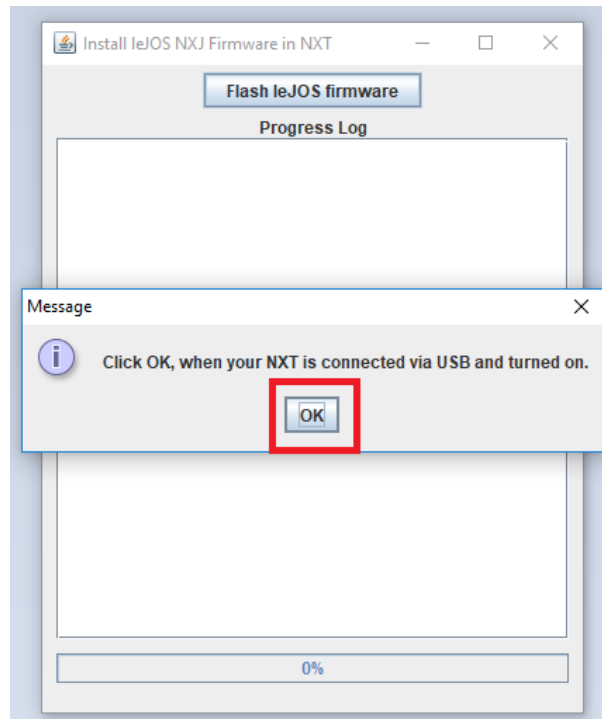 Install leJOS NXJ Firmware in NXT
Flash leJOS firmware
Progress Log
Message
Click OK, when your NXT is connected via USB and turned on.
OK
0%